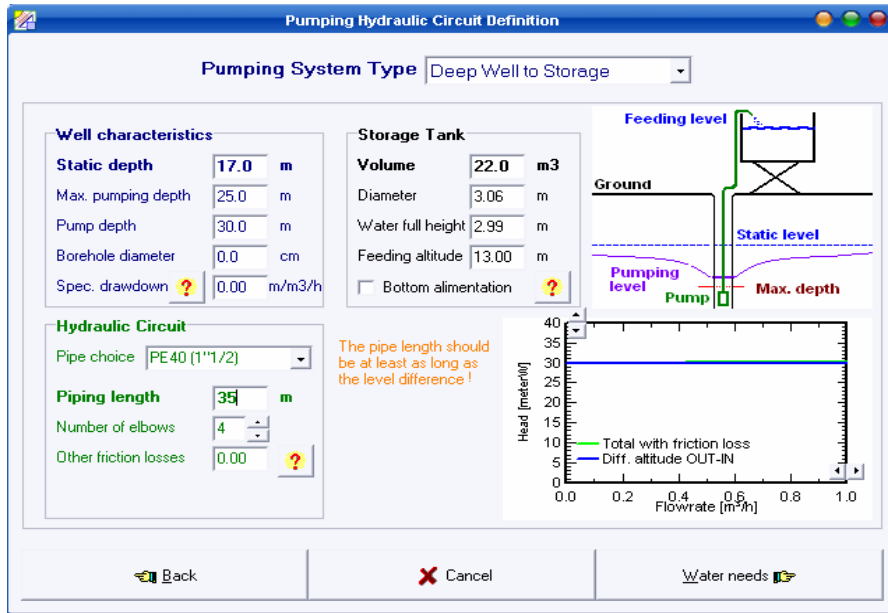 Pumping Hydraulic Circuit Definition
Pumping System Type Deep Well to Storage
Well characteristics
Static depth 17.0 m
Max. pumping depth 25.0 m
Pump depth 30.0 m
Borehole diameter 0.0 cm
Spec. drawdown ? 0.00 m/m3/h
Storage Tank
Volume 22.0 m3
Diameter 3.06 m
Water full height 2.99 m
Feeding altitude 13.00 m
Bottom alimentation ?
Feeding level
Ground
Static level
Pumping
level
Max. depth
Pump
Hydraulic Circuit
Pipe choice PE40 (1"1/2)
Piping length 35 m
Number of elbows 4
Other friction losses 0.00 ?
The pipe length should
be at least as long as
the level difference !
40
35
30
25
20
15
10
5
0
Head [meterW]
Total with friction loss
Diff. altitude OUT-IN
0.0 0.2 0.4 0.6 0.8 1.0
Flowrate [m³/h]
Back
Cancel
Water needs